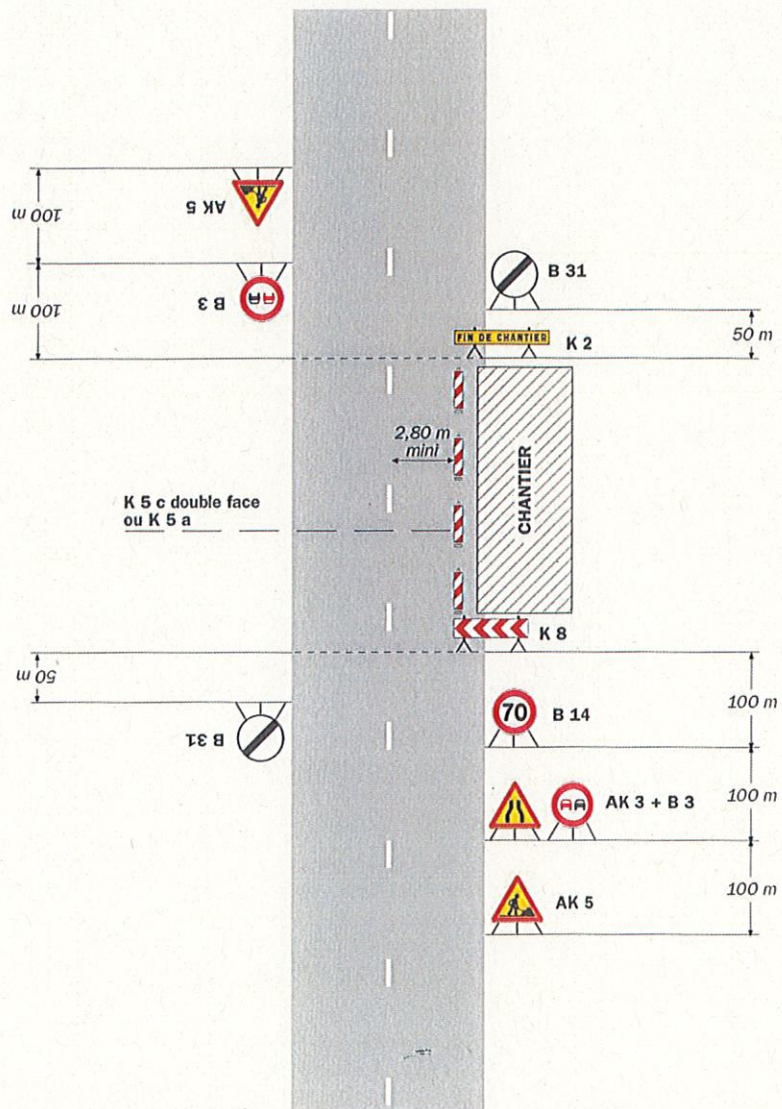 100 m
AK 5
100 m
B 3
B 31
FIN DE CHANTIER
K 2
50 m
2,80 m
mini
CHANTIER
K 5 c double face
ou K 5 a
K 8
50 m
B 31
70
B 14
100 m
AK 3 + B 3
100 m
AK 5
100 m